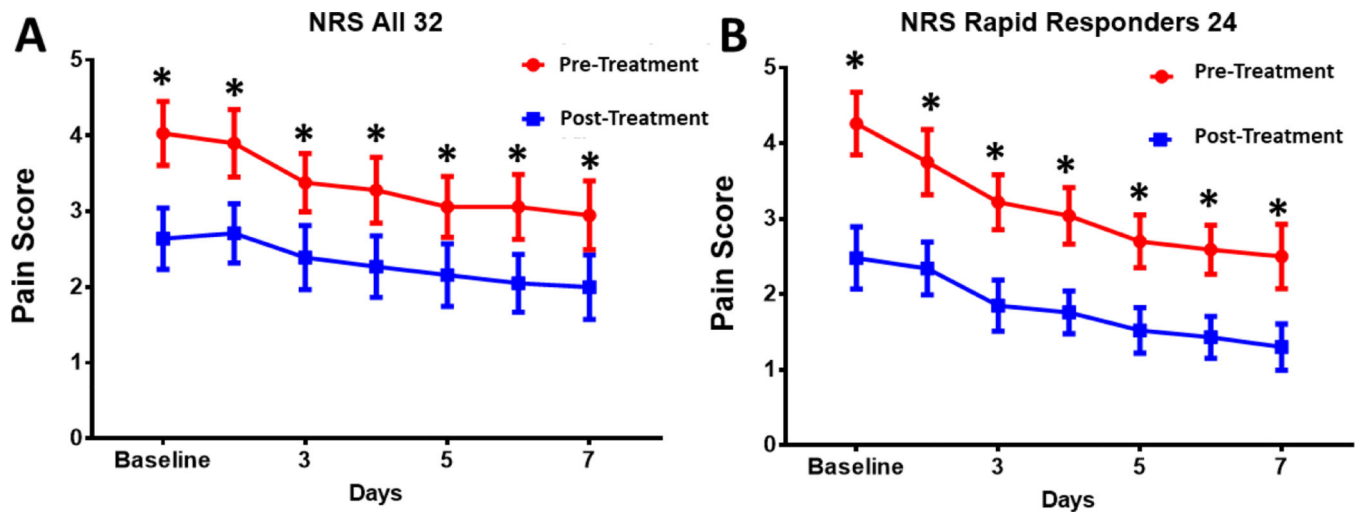 A
NRS All 32
Pain Score
5
4
3
2
1
0
* * * * * * *
Pre-Treatment
Post-Treatment
Baseline 3 5 7
Days
B
NRS Rapid Responders 24
Pain Score
5
4
3
2
1
0
* * * * * * *
Pre-Treatment
Post-Treatment
Baseline 3 5 7
Days